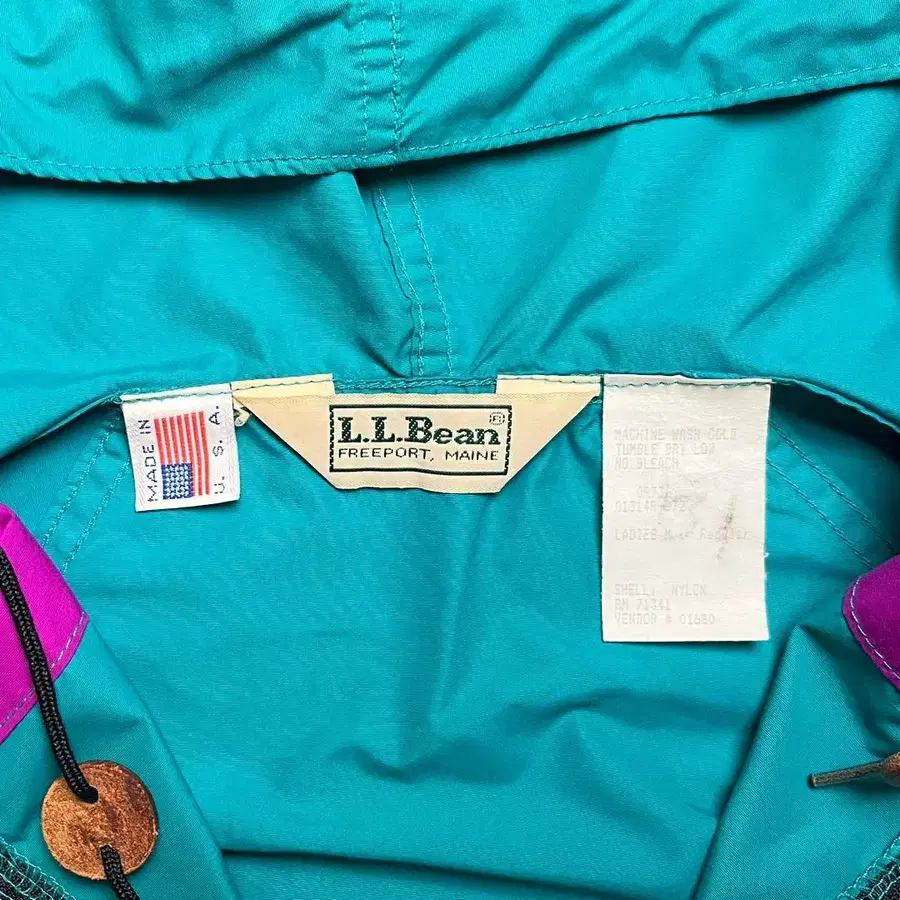 MADE IN
U. S. A.
L.L.Bean®
FREEPORT, MAINE
MACHINE WASH COLD
TUMBLE DRY LOW
NO BLEACH
LADIES
SHELL: NYLON
RN 71341
VENDOR # 01680